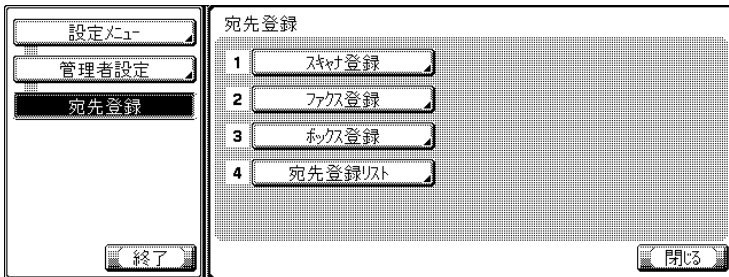 設定ﾒﾆｭｰ
管理者設定
宛先登録
終了
宛先登録
1 ｽｷｬﾅ登録
2 ﾌｧｸｽ登録
3 ﾎﾞｯｸｽ登録
4 宛先登録ﾘｽﾄ
閉じる